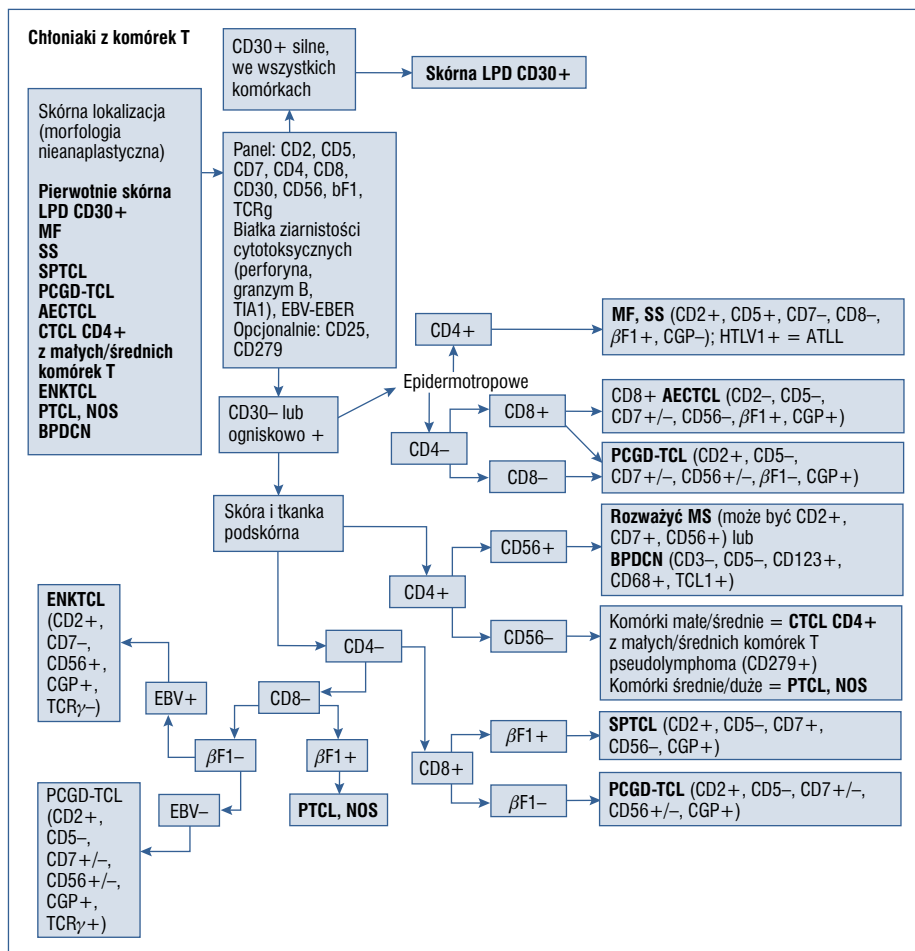 Chłoniaki z komórek T
CD30+ silne,
we wszystkich
komórkach
Skórna LPD CD30+
Skórna lokalizacja
(morfologia
nieanaplastyczna)
Pierwotnie skórna
LPD CD30+
MF
SS
SPTCL
PCGD-TCL
AECTCL
CTCL CD4+
z małych/średnich
komórek T
ENKTCL
PTCL, NOS
BPDCN
Panel: CD2, CD5,
CD7, CD4, CD8,
CD30, CD56, bF1,
TCRg
Białka ziarnistości
cytotoksycznych
(perforyna,
granzym B,
TIA1), EBV-EBER
Opcjonalnie: CD25,
CD279
CD30– lub
ogniskowo +
Epidermotropowe
CD4+
MF, SS (CD2+, CD5+, CD7–, CD8–,
βF1+, CGP–); HTLV1+ = ATLL
CD4–
CD8+
CD8+ AECTCL (CD2–, CD5–,
CD7+/–, CD56–, βF1+, CGP+)
CD8–
PCGD-TCL (CD2+, CD5–,
CD7+/–, CD56+/–, βF1–, CGP+)
Skóra i tkanka
podskórna
CD4+
CD56+
Rozważyć MS (może być CD2+,
CD7+, CD56+) lub
BPDCN (CD3–, CD5–, CD123+,
CD68+, TCL1+)
CD56–
Komórki małe/średnie = CTCL CD4+
z małych/średnich komórek T
pseudolymphoma (CD279+)
Komórki średnie/duże = PTCL, NOS
CD4–
CD8–
βF1–
EBV+
ENKTCL
(CD2+,
CD7–,
CD56+,
CGP+,
TCRγ–)
EBV–
PCGD-TCL
(CD2+,
CD5–,
CD7+/–,
CD56+/–,
CGP+,
TCRγ+)
βF1+
PTCL, NOS
CD8+
βF1+
SPTCL (CD2+, CD5–, CD7+,
CD56–, CGP+)
βF1–
PCGD-TCL (CD2+, CD5–, CD7+/–,
CD56+/–, CGP+)